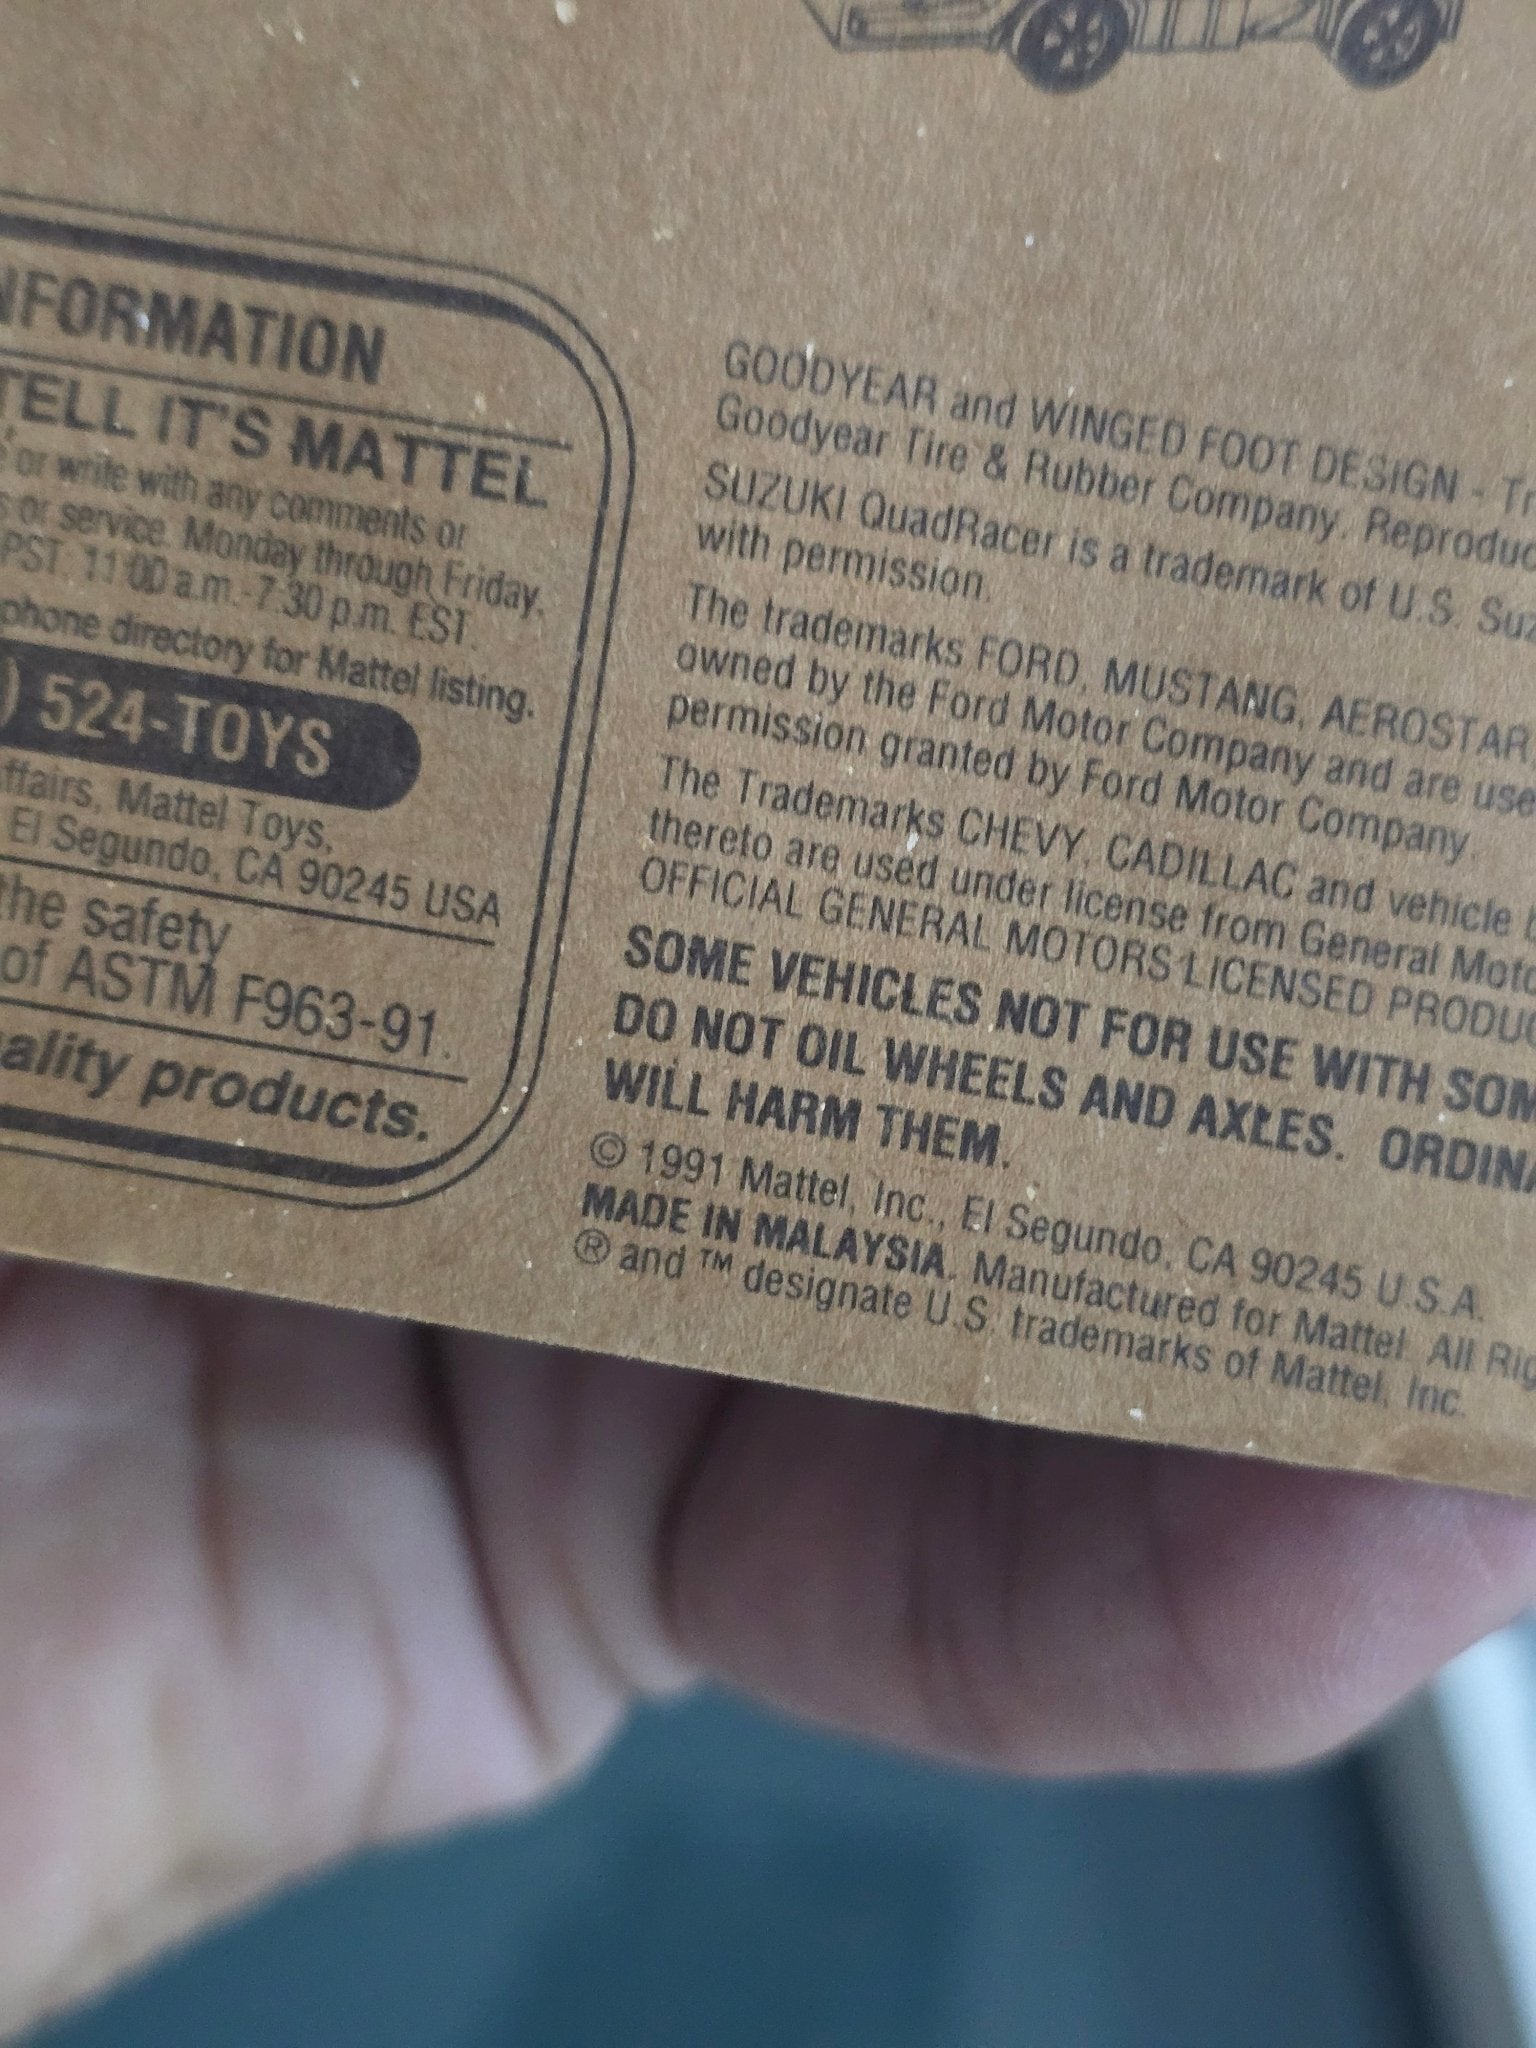 NFORMATION
TELL IT'S MATTEL
or write with any comments or
s or service. Monday through Friday.
PST. 11:00 a.m.-7:30 p.m. EST.
phone directory for Mattel listing.
) 524-TOYS
ffairs, Mattel Toys,
El Segundo, CA 90245 USA
the safety
of ASTM F963-91.
ality products.
GOODYEAR and WINGED FOOT DESIGN - Tr
Goodyear Tire & Rubber Company. Reproduc
SUZUKI QuadRacer is a trademark of U.S. Suz
with permission.
The trademarks FORD, MUSTANG, AEROSTAR
owned by the Ford Motor Company and are use
permission granted by Ford Motor Company.
The Trademarks CHEVY, CADILLAC and vehicle b
thereto are used under license from General Moto
OFFICIAL GENERAL MOTORS LICENSED PRODUC
SOME VEHICLES NOT FOR USE WITH SOM
DO NOT OIL WHEELS AND AXLES. ORDINA
WILL HARM THEM.
© 1991 Mattel, Inc., El Segundo, CA 90245 U.S.A.
MADE IN MALAYSIA. Manufactured for Mattel. All Rig
® and ™ designate U.S. trademarks of Mattel, Inc.